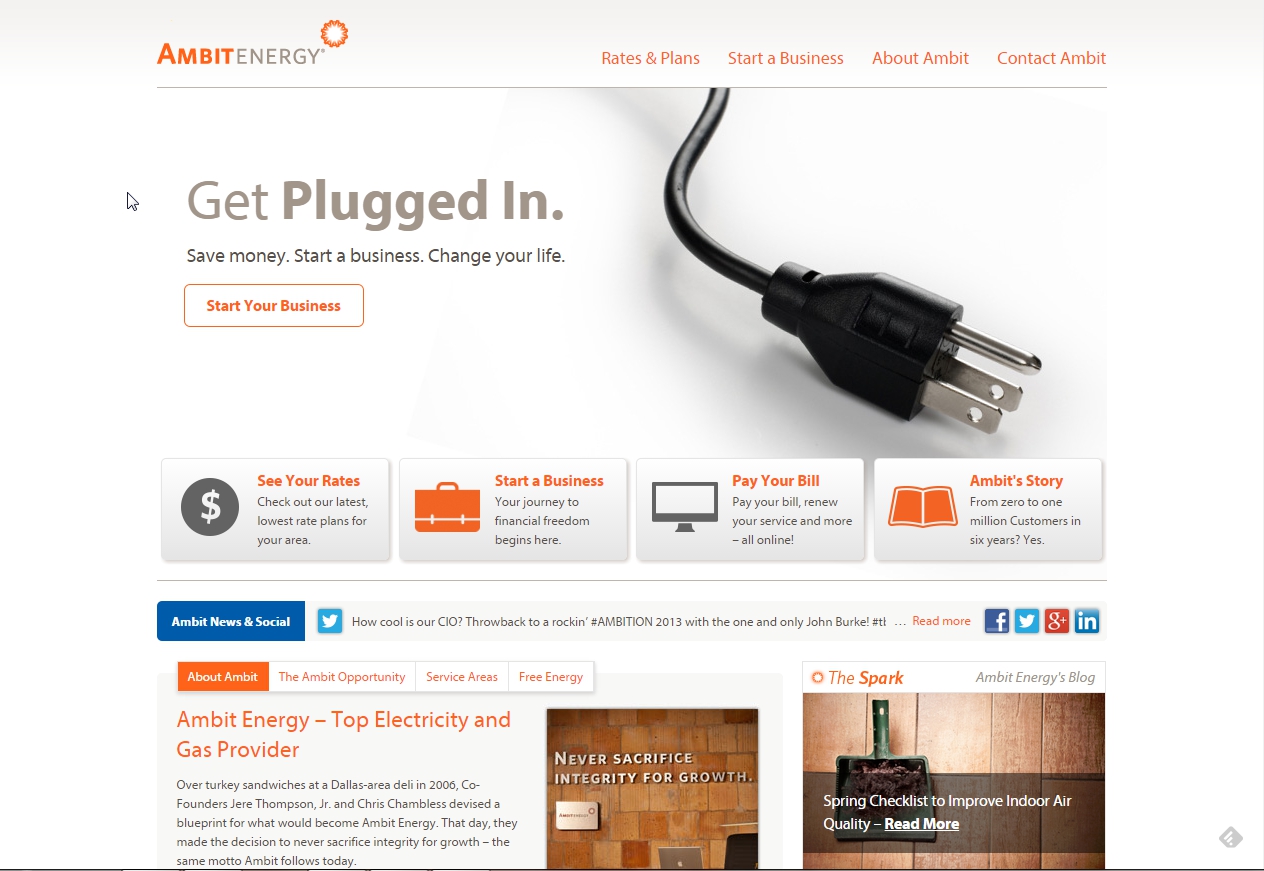 AMBITENERGY
Rates & Plans
Start a Business
About Ambit
Contact Ambit
Get Plugged In.
Save money. Start a business. Change your life.
Start Your Business
$
See Your Rates
Check out our latest,
lowest rate plans for
your area.
Start a Business
Your journey to
financial freedom
begins here.
Pay Your Bill
Pay your bill, renew
your service and more
– all online!
Ambit's Story
From zero to one
million Customers in
six years? Yes.
Ambit News & Social
How cool is our CIO? Throwback to a rockin’ #AMBITION 2013 with the one and only John Burke! #tb ... Read more
f
g+
in
About Ambit
The Ambit Opportunity
Service Areas
Free Energy
Ambit Energy – Top Electricity and
Gas Provider
Over turkey sandwiches at a Dallas-area deli in 2006, Co-
Founders Jere Thompson, Jr. and Chris Chambless devised a
blueprint for what would become Ambit Energy. That day, they
made the decision to never sacrifice integrity for growth – the
same motto Ambit follows today.
NEVER SACRIFICE
INTEGRITY FOR GROWTH.
AMBITENERGY
The Spark
Ambit Energy's Blog
Spring Checklist to Improve Indoor Air
Quality – Read More